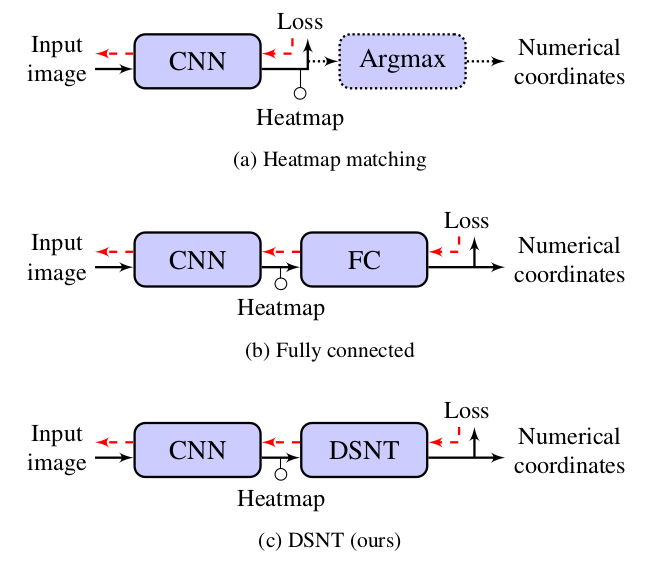 Loss
Input
image
CNN
Argmax
Numerical
coordinates
Heatmap
(a) Heatmap matching
Loss
Input
image
CNN
FC
Numerical
coordinates
Heatmap
(b) Fully connected
Loss
Input
image
CNN
DSNT
Numerical
coordinates
Heatmap
(c) DSNT (ours)